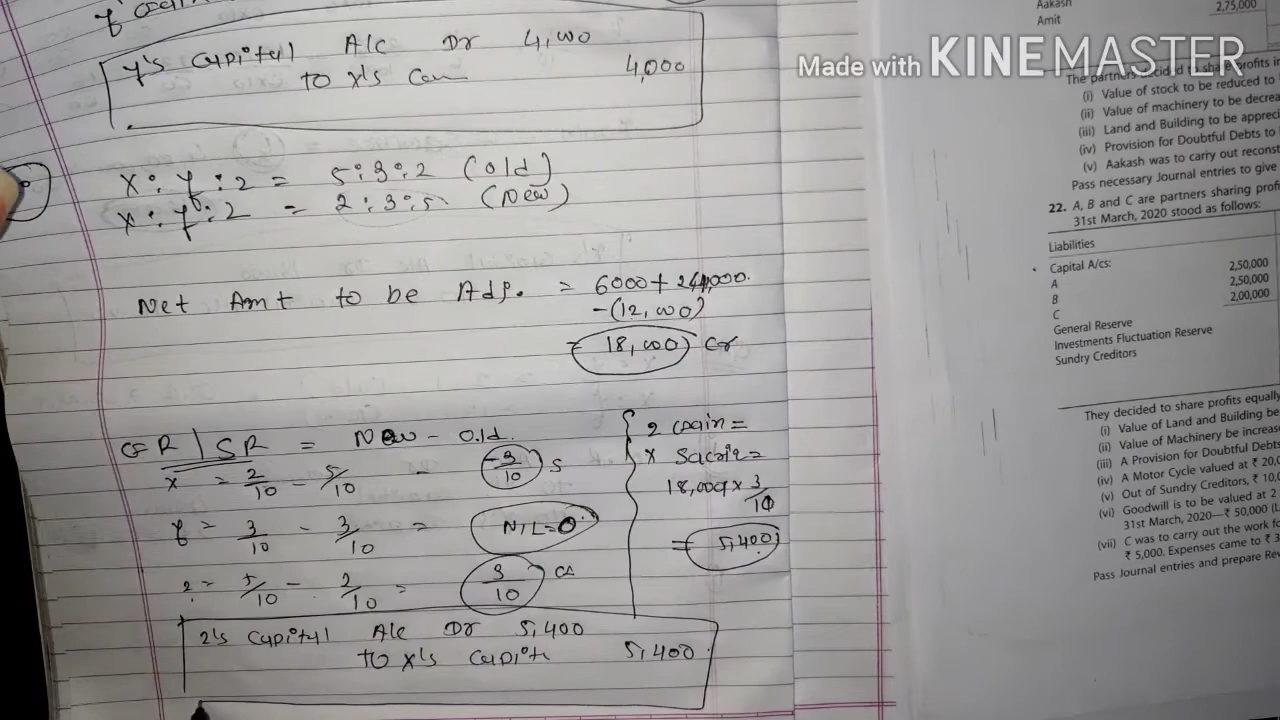 Y's Capital A/c Dr 4,000
To X's Can 4,000
Made with KINEMASTER
X : Y : Z = 5:3:2 (Old)
X : Y : Z = 2:3:5 (New)
Net Amt to be Adj. = 6000 + 24,000
-(12,000)
= 18,000 Cr
GR / SR = New - Old
X = 2/10 - 5/10 = -3/10 S
Y = 3/10 - 3/10 = NIL = 0
Z = 5/10 - 2/10 = 3/10 G
Z Gain =
X Sacri =
18,000 x 3/10
= 5,400
Z's Capital A/c Dr 5,400
To X's Capit 5,400
Aakash
Amit
2,75,000
The partners decided to share profits in
(i) Value of stock to be reduced to
(ii) Value of machinery to be decrea
(iii) Land and Building to be appreci
(iv) Provision for Doubtful Debts to
(v) Aakash was to carry out reconst
Pass necessary Journal entries to give
22. A, B and C are partners sharing profi
31st March, 2020 stood as follows:
Liabilities
Capital A/cs:
A 2,50,000
B 2,50,000
C 2,00,000
General Reserve
Investments Fluctuation Reserve
Sundry Creditors
They decided to share profits equally
(i) Value of Land and Building be
(ii) Value of Machinery be increase
(iii) A Provision for Doubtful Debts
(iv) A Motor Cycle valued at ₹ 20,0
(v) Out of Sundry Creditors, ₹ 10,0
(vi) Goodwill is to be valued at 2
31st March, 2020—₹ 50,000 (L
(vii) C was to carry out the work fo
₹ 5,000. Expenses came to ₹ 3
Pass Journal entries and prepare Rev